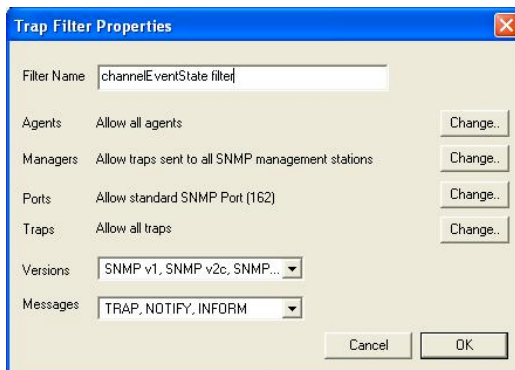 Trap Filter Properties
Filter Name channelEventState filter
Agents Allow all agents Change..
Managers Allow traps sent to all SNMP management stations Change..
Ports Allow standard SNMP Port (162) Change..
Traps Allow all traps Change..
Versions SNMP v1, SNMP v2c, SNMP...
Messages TRAP, NOTIFY, INFORM
Cancel OK